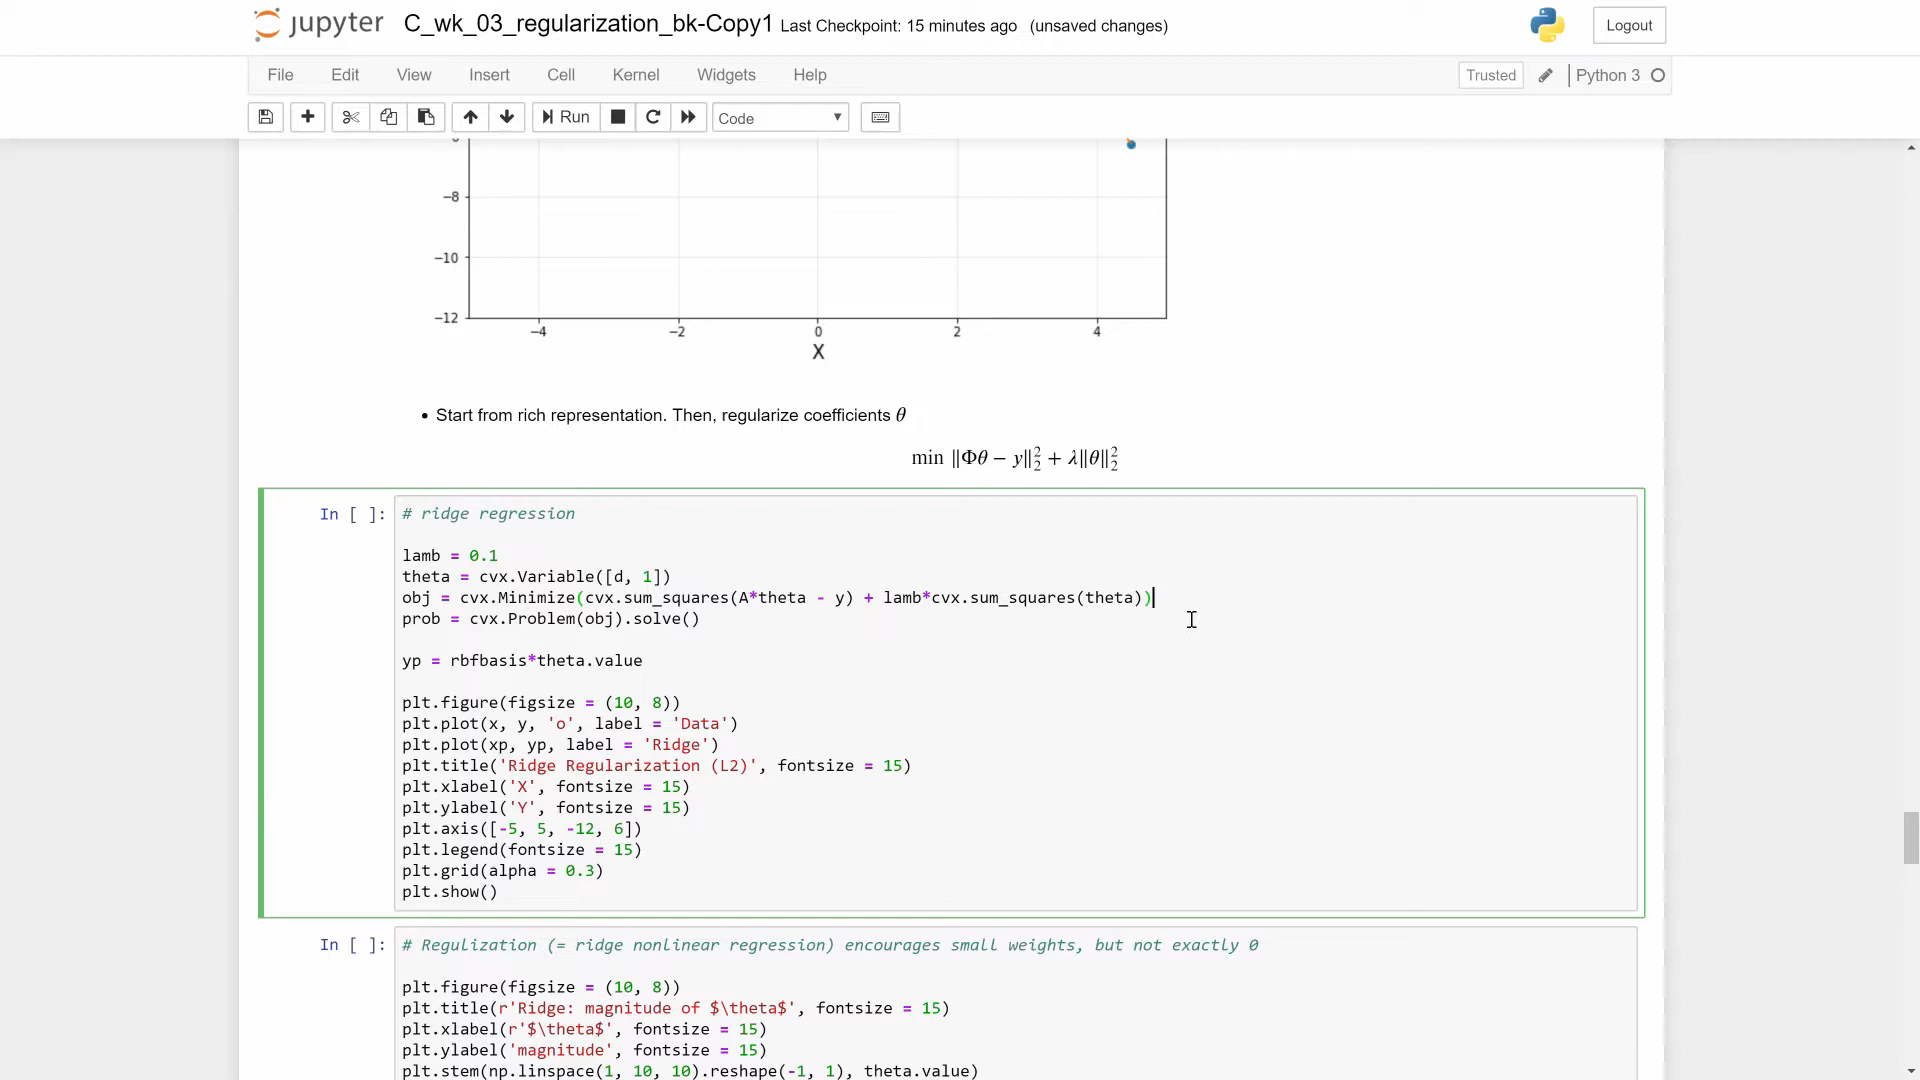 jupyter C_wk_03_regularization_bk-Copy1 Last Checkpoint: 15 minutes ago (unsaved changes) Logout
File Edit View Insert Cell Kernel Widgets Help Trusted Python 3
Run Code
−8
−10
−12
−4 −2 0 2 4
X
• Start from rich representation. Then, regularize coefficients θ
min ‖Φθ − y‖₂² + λ‖θ‖₂²
In [ ]: # ridge regression
lamb = 0.1
theta = cvx.Variable([d, 1])
obj = cvx.Minimize(cvx.sum_squares(A*theta - y) + lamb*cvx.sum_squares(theta))
prob = cvx.Problem(obj).solve()
yp = rbfbasis*theta.value
plt.figure(figsize = (10, 8))
plt.plot(x, y, 'o', label = 'Data')
plt.plot(xp, yp, label = 'Ridge')
plt.title('Ridge Regularization (L2)', fontsize = 15)
plt.xlabel('X', fontsize = 15)
plt.ylabel('Y', fontsize = 15)
plt.axis([-5, 5, -12, 6])
plt.legend(fontsize = 15)
plt.grid(alpha = 0.3)
plt.show()
In [ ]: # Regulization (= ridge nonlinear regression) encourages small weights, but not exactly 0
plt.figure(figsize = (10, 8))
plt.title(r'Ridge: magnitude of $\theta$', fontsize = 15)
plt.xlabel(r'$\theta$', fontsize = 15)
plt.ylabel('magnitude', fontsize = 15)
plt.stem(np.linspace(1, 10, 10).reshape(-1, 1), theta.value)